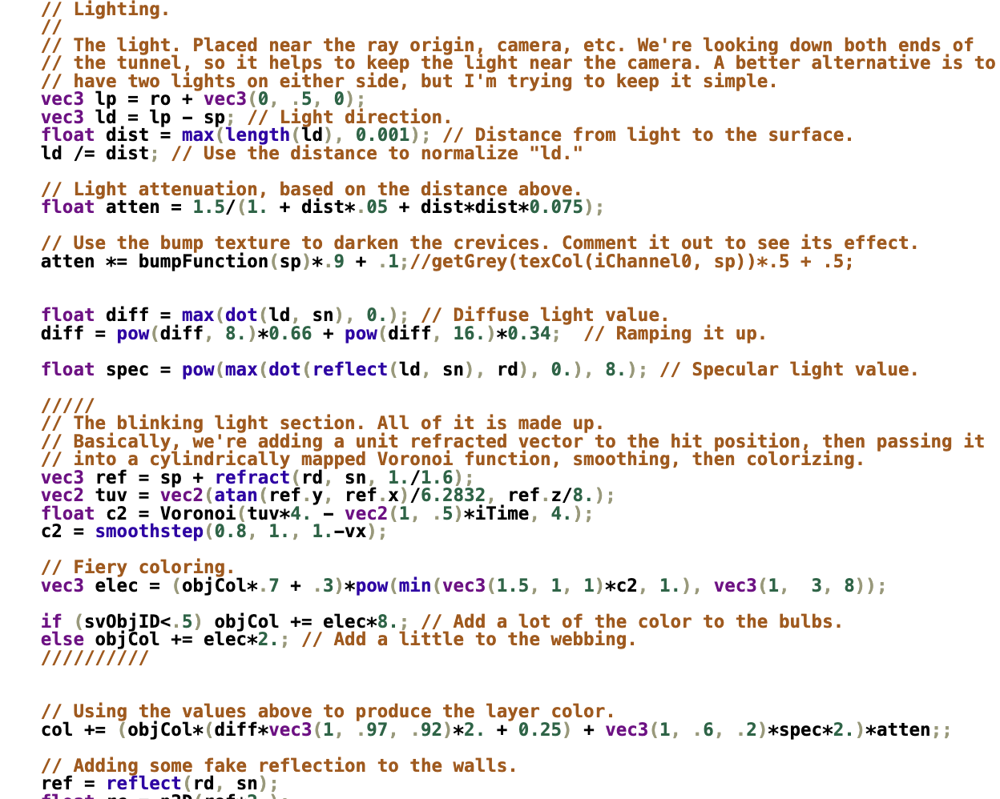 // Lighting.
//
// The light. Placed near the ray origin, camera, etc. We're looking down both ends of
// the tunnel, so it helps to keep the light near the camera. A better alternative is to
// have two lights on either side, but I'm trying to keep it simple.
vec3 lp = ro + vec3(0, .5, 0);
vec3 ld = lp - sp; // Light direction.
float dist = max(length(ld), 0.001); // Distance from light to the surface.
ld /= dist; // Use the distance to normalize "ld."
// Light attenuation, based on the distance above.
float atten = 1.5/(1. + dist*.05 + dist*dist*0.075);
// Use the bump texture to darken the crevices. Comment it out to see its effect.
atten *= bumpFunction(sp)*.9 + .1;//getGrey(texCol(iChannel0, sp))*.5 + .5;
float diff = max(dot(ld, sn), 0.); // Diffuse light value.
diff = pow(diff, 8.)*0.66 + pow(diff, 16.)*0.34;  // Ramping it up.
float spec = pow(max(dot(reflect(ld, sn), rd), 0.), 8.); // Specular light value.
/////
// The blinking light section. All of it is made up.
// Basically, we're adding a unit refracted vector to the hit position, then passing it
// into a cylindrically mapped Voronoi function, smoothing, then colorizing.
vec3 ref = sp + refract(rd, sn, 1./1.6);
vec2 tuv = vec2(atan(ref.y, ref.x)/6.2832, ref.z/8.);
float c2 = Voronoi(tuv*4. - vec2(1, .5)*iTime, 4.);
c2 = smoothstep(0.8, 1., 1.-vx);
// Fiery coloring.
vec3 elec = (objCol*.7 + .3)*pow(min(vec3(1.5, 1, 1)*c2, 1.), vec3(1,  3, 8));
if (svObjID<.5) objCol += elec*8.; // Add a lot of the color to the bulbs.
else objCol += elec*2.; // Add a little to the webbing.
//////////
// Using the values above to produce the layer color.
col += (objCol*(diff*vec3(1, .97, .92)*2. + 0.25) + vec3(1, .6, .2)*spec*2.)*atten;;
// Adding some fake reflection to the walls.
ref = reflect(rd, sn);